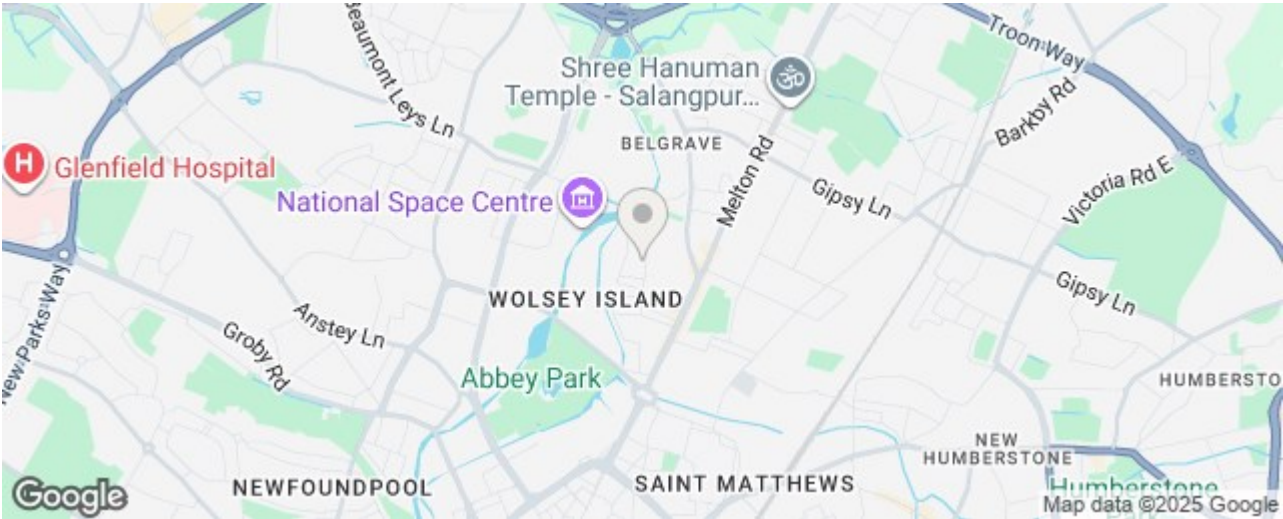 Beaumont Leys Ln
Troon Way
Shree Hanuman
Temple - Salangpur...
Barkby Rd
BELGRAVE
H
Glenfield Hospital
Melton Rd
Gipsy Ln
Victoria Rd E
National Space Centre
New Parks Way
WOLSEY ISLAND
Gipsy Ln
Anstey Ln
Groby Rd
Abbey Park
HUMBERSTO
NEW
HUMBERSTONE
NEWFOUNDPOOL
SAINT MATTHEWS
Humberstone
Google
Map data ©2025 Google